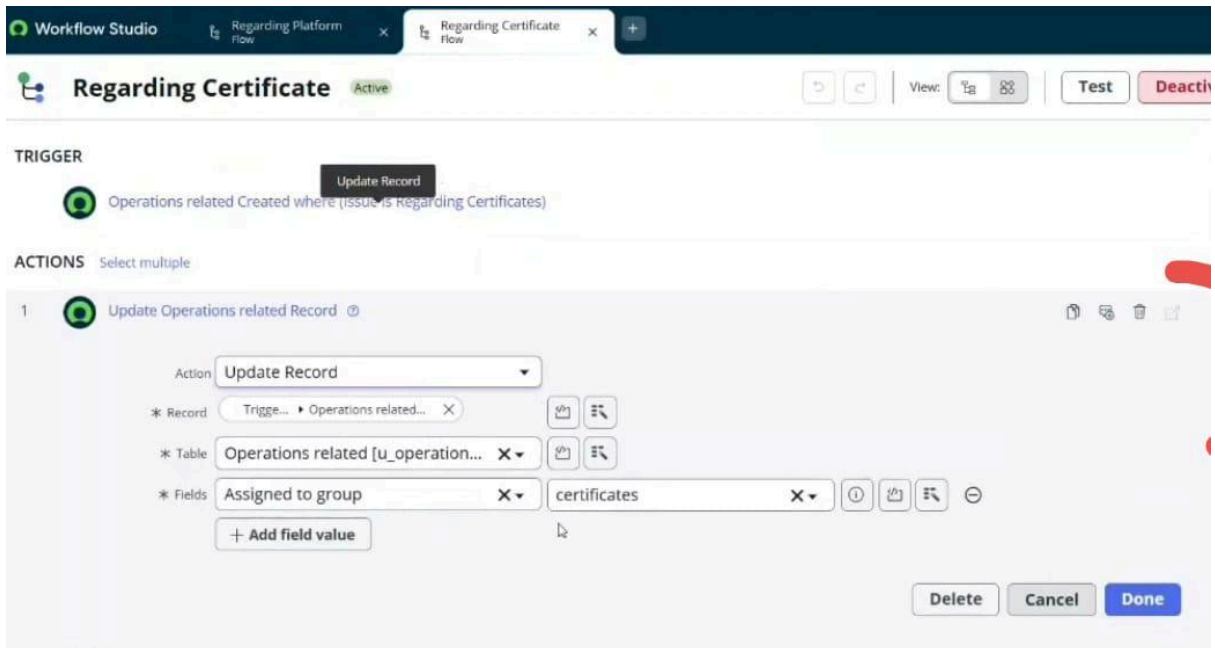 Workflow Studio
Regarding Platform
Flow
Regarding Certificate
Flow
Regarding Certificate Active
View:
Test
Deactiv
TRIGGER
Update Record
Operations related Created where (Issue is Regarding Certificates)
ACTIONS Select multiple
1 Update Operations related Record
Action Update Record
* Record Trigge... ▸ Operations related... X
* Table Operations related [u_operation... X
* Fields Assigned to group X certificates X
+ Add field value
Delete Cancel Done